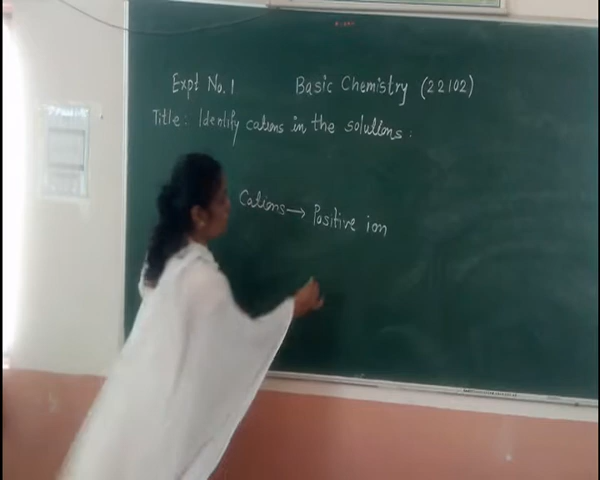 Expt No. 1 Basic Chemistry (22102)
Title: Identify cations in the solutions:
Cations → Positive ion